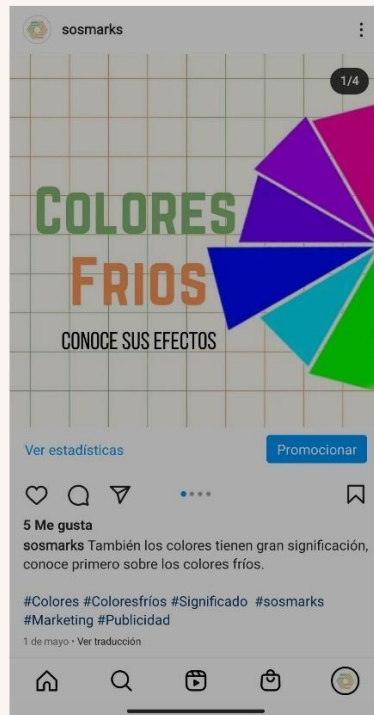 sosmarks
1/4
COLORES
FRIOS
CONOCE SUS EFECTOS
Ver estadísticas
Promocionar
5 Me gusta
sosmarks También los colores tienen gran significación,
conoce primero sobre los colores fríos.
#Colores #Coloresfríos #Significado #sosmarks
#Marketing #Publicidad
1 de mayo • Ver traducción